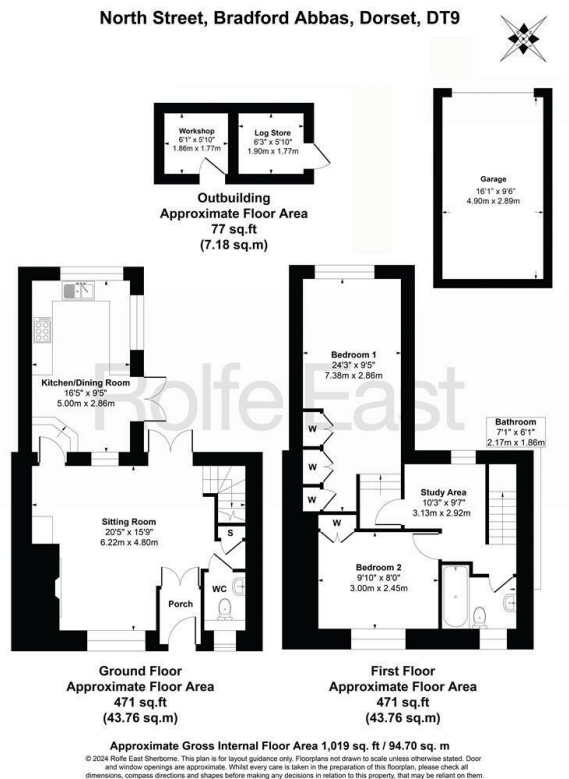 North Street, Bradford Abbas, Dorset, DT9
Workshop
6'1" x 5'10"
1.86m x 1.77m
Log Store
6'3" x 5'10"
1.90m x 1.77m
Garage
16'1" x 9'6"
4.90m x 2.89m
Outbuilding
Approximate Floor Area
77 sq.ft
(7.18 sq.m)
Kitchen/Dining Room
16'5" x 9'5"
5.00m x 2.86m
Bedroom 1
24'3" x 9'5"
7.38m x 2.86m
Rolfe East
Bathroom
7'1" x 6'1"
2.17m x 1.86m
W
W
W
W
Study Area
10'3" x 9'7"
3.13m x 2.92m
Sitting Room
20'5" x 15'9"
6.22m x 4.80m
S
WC
Porch
Bedroom 2
9'10" x 8'0"
3.00m x 2.45m
Ground Floor
Approximate Floor Area
471 sq.ft
(43.76 sq.m)
First Floor
Approximate Floor Area
471 sq.ft
(43.76 sq.m)
Approximate Gross Internal Floor Area 1,019 sq. ft / 94.70 sq. m
© 2024 Rolfe East Sherborne. This plan is for layout guidance only. Floorplans not drawn to scale unless otherwise stated. Door
and window openings are approximate. Whilst every care is taken in the preparation of this floorplan, please check all
dimensions, compass directions and shapes before making any decisions in relation to this property, that may be reliant on them.